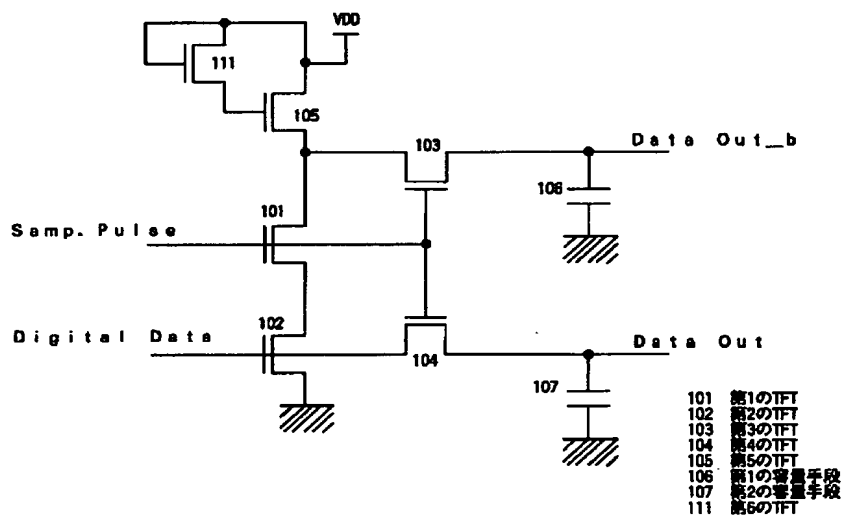 VDD
111
105
103
Data Out_b
106
101
Samp. Pulse
102
Digital Data
104
Data Out
107
101 第1のTFT
102 第2のTFT
103 第3のTFT
104 第4のTFT
105 第5のTFT
106 第1の容量手段
107 第2の容量手段
111 第6のTFT